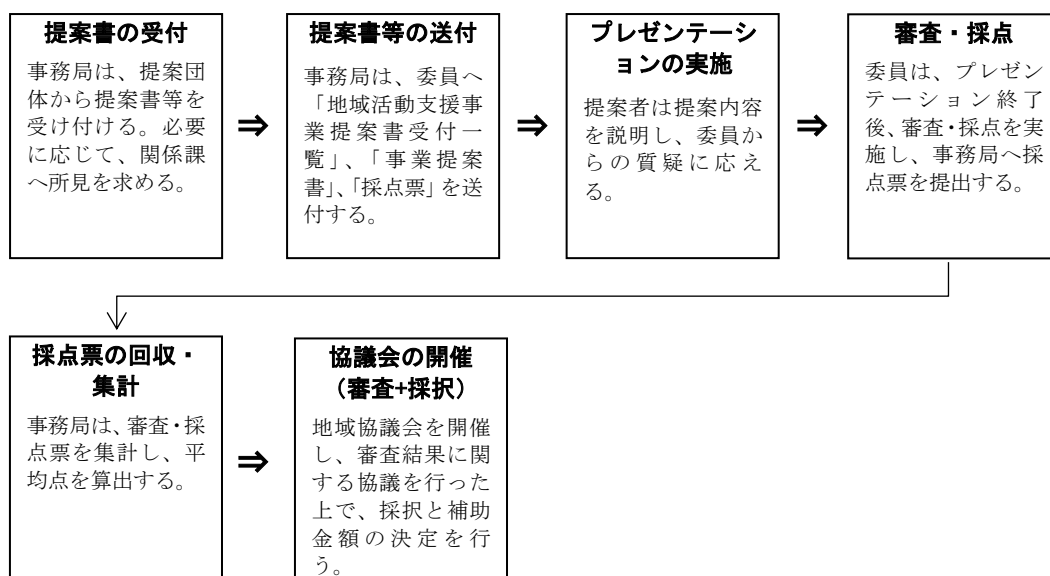 提案書の受付
事務局は、提案団
体から提案書等を
受け付ける。必要
に応じて、関係課
へ所見を求める。
⇒
提案書等の送付
事務局は、委員へ
「地域活動支援事
業提案書受付一
覧」、「事業提案
書」、「採点票」を送
付する。
⇒
プレゼンテーシ
ョンの実施
提案者は提案内容
を説明し、委員か
らの質疑に応え
る。
⇒
審査・採点
委員は、プレゼン
テーション終了
後、審査・採点を実
施し、事務局へ採
点票を提出する。
採点票の回収・
集計
事務局は、審査・採
点票を集計し、平
均点を算出する。
⇒
協議会の開催
（審査+採択）
地域協議会を開催
し、審査結果に関
する協議を行った
上で、採択と補助
金額の決定を行
う。